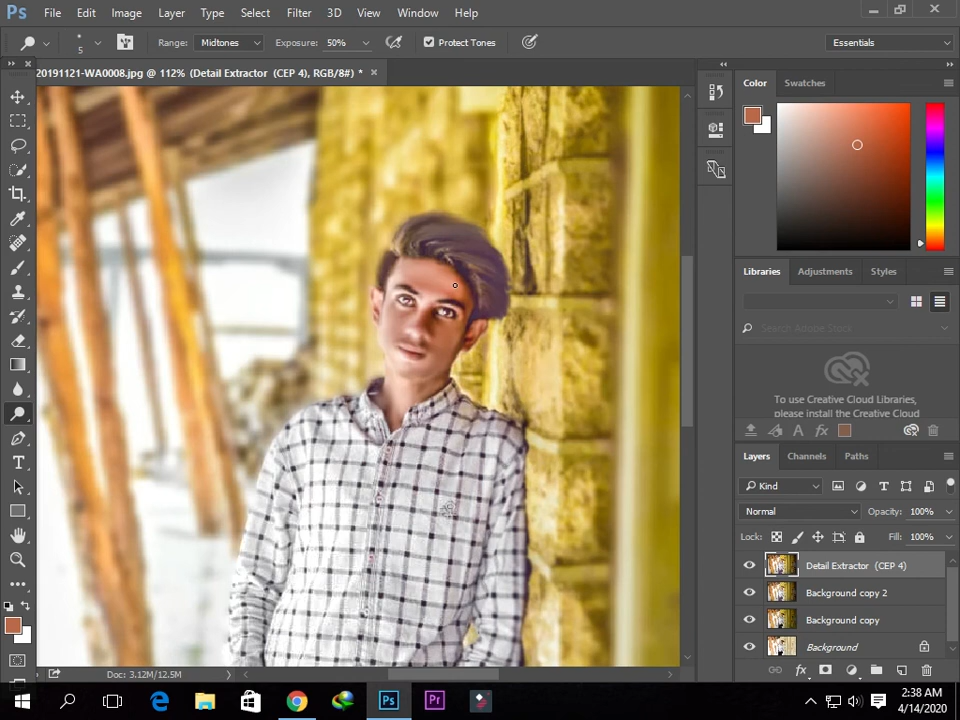 Ps File Edit Image Layer Type Select Filter 3D View Window Help
5 Range: Midtones Exposure: 50% Protect Tones Essentials
20191121-WA0008.jpg @ 112% (Detail Extractor (CEP 4), RGB/8#) * ×
Color Swatches
Libraries Adjustments Styles
Search Adobe Stock
To use Creative Cloud Libraries,
please install the Creative Cloud
Layers Channels Paths
Kind
Normal Opacity: 100%
Lock: Fill: 100%
Detail Extractor (CEP 4)
Background copy 2
Background copy
Background
Doc: 3.12M/12.5M
Ps Pr 2:38 AM
4/14/2020